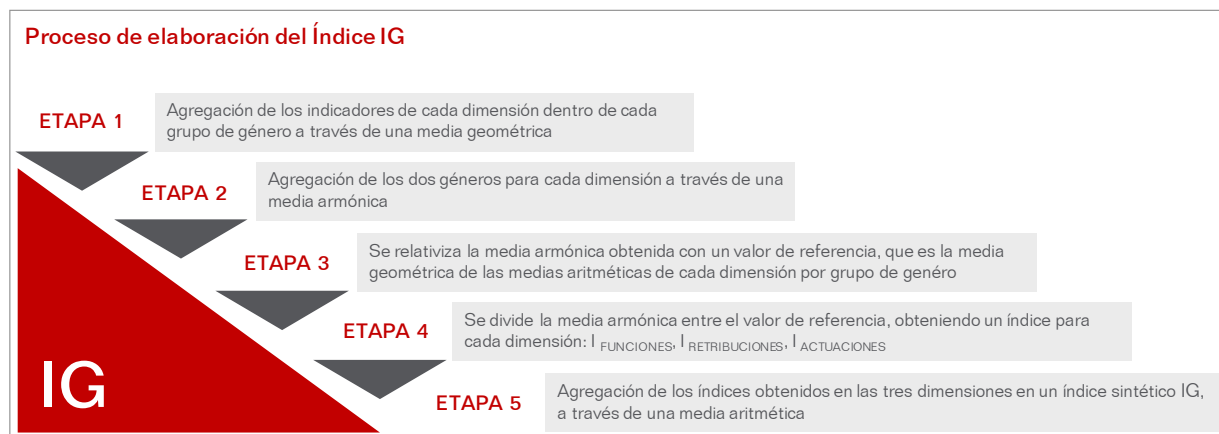 Proceso de elaboración del Índice IG
ETAPA 1
Agregación de los indicadores de cada dimensión dentro de cada
grupo de género a través de una media geométrica
ETAPA 2
Agregación de los dos géneros para cada dimensión a través de una
media armónica
ETAPA 3
Se relativiza la media armónica obtenida con un valor de referencia, que es la media
geométrica de las medias aritméticas de cada dimensión por grupo de genéro
ETAPA 4
Se divide la media armónica entre el valor de referencia, obteniendo un índice para
cada dimensión: I FUNCIONES, I RETRIBUCIONES, I ACTUACIONES
ETAPA 5
Agregación de los índices obtenidos en las tres dimensiones en un índice sintético IG,
a través de una media aritmética
IG